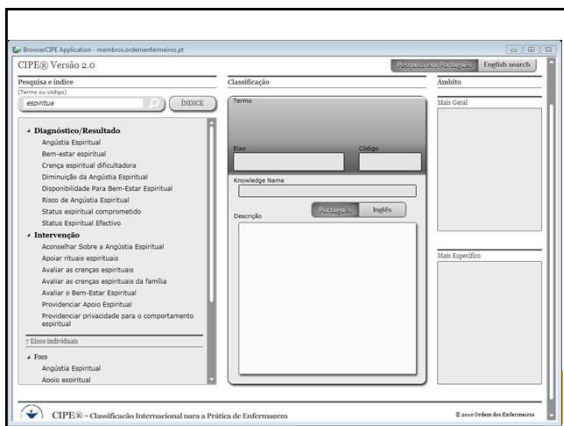 BrowserCIPE Application - membros.ordemenfermeiros.pt
CIPE® Versão 2.0
Pesquisa em Português English search
Pesquisa e índice
(Termo ou código)
espiritua
ÍNDICE
Diagnóstico/Resultado
Angústia Espiritual
Bem-estar espiritual
Crença espiritual dificultadora
Diminuição da Angústia Espiritual
Disponibilidade Para Bem-Estar Espiritual
Risco de Angústia Espiritual
Status espiritual comprometido
Status Espiritual Efectivo
Intervenção
Aconselhar Sobre a Angústia Espiritual
Apoiar rituais espirituais
Avaliar as crenças espirituais
Avaliar as crenças espirituais da família
Avaliar o Bem-Estar Espiritual
Providenciar Apoio Espiritual
Providenciar privacidade para o comportamento
espiritual
7 Eixos individuais
Foco
Angústia Espiritual
Apoio espiritual
Classificação
Termo
Eixo Código
Knowledge Name
Descrição
Português Inglês
Âmbito
Mais Geral
Mais Específico
CIPE® - Classificação Internacional para a Prática de Enfermagem
© 2010 Ordem dos Enfermeiros